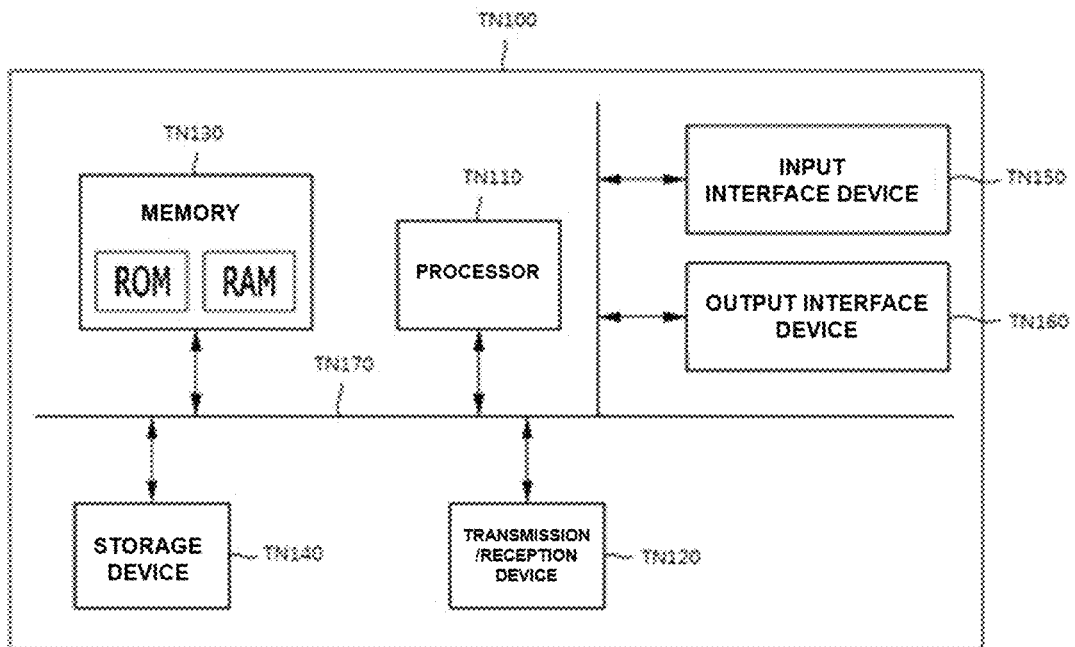 TN100
TN130
MEMORY
ROM
RAM
TN110
PROCESSOR
INPUT
INTERFACE DEVICE
TN150
OUTPUT INTERFACE
DEVICE
TN160
TN170
STORAGE
DEVICE
TN140
TRANSMISSION
/RECEPTION
DEVICE
TN120